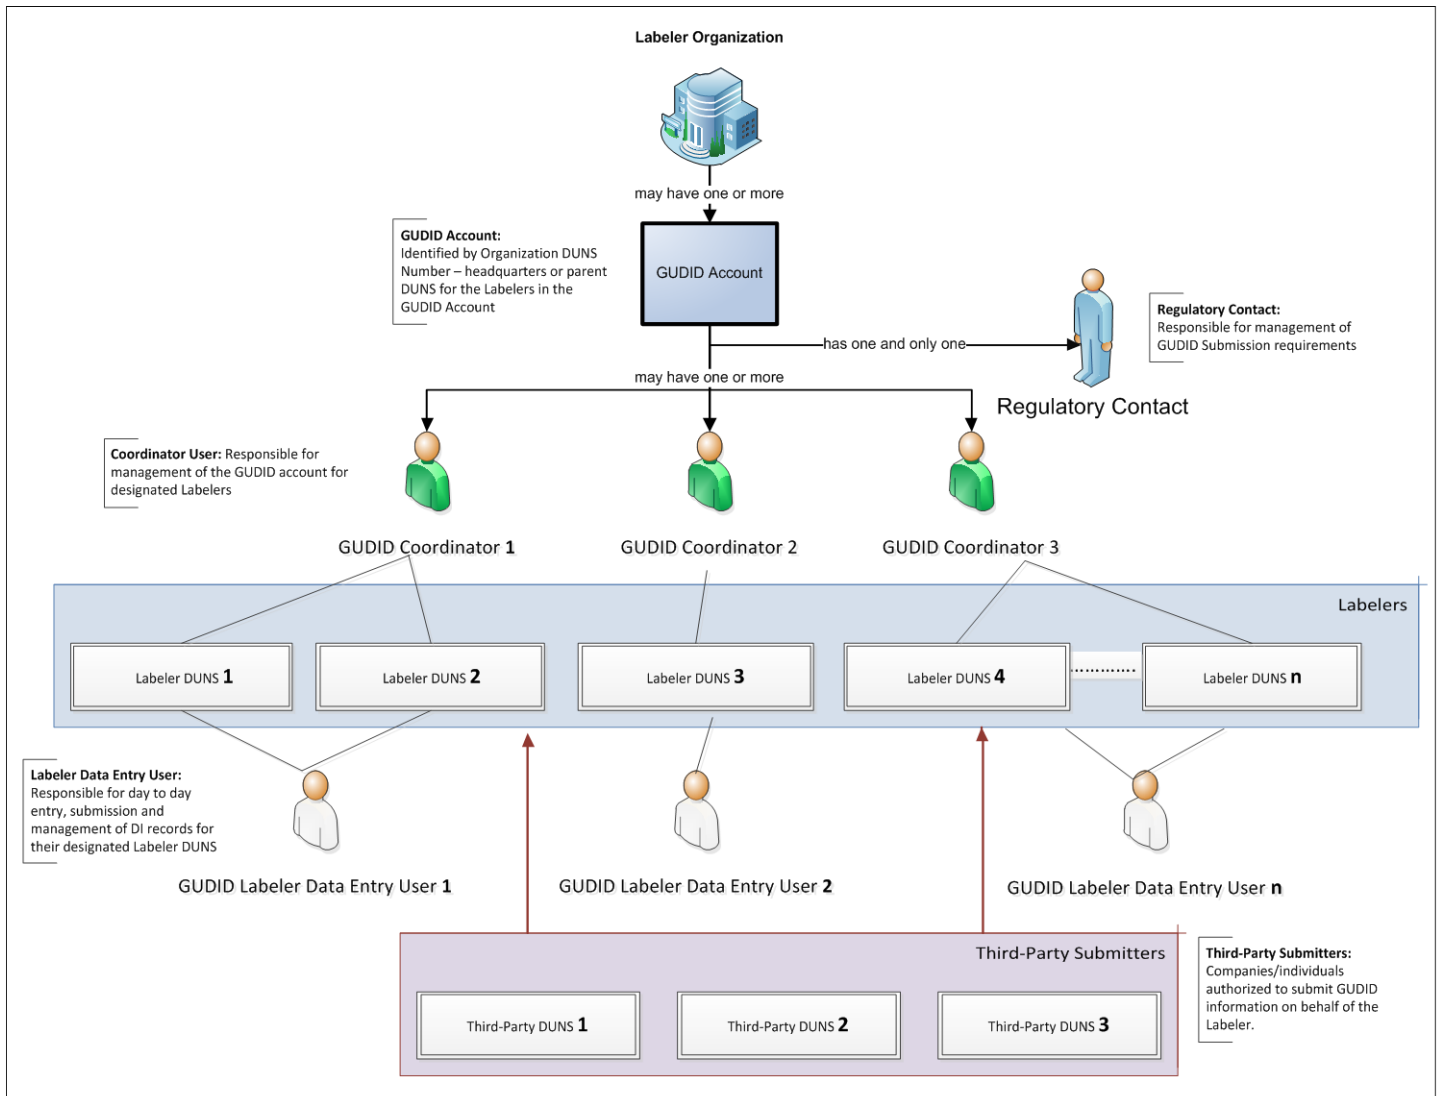 Labeler Organization
may have one or more
GUDID Account:
Identified by Organization DUNS
Number – headquarters or parent
DUNS for the Labelers in the
GUDID Account
GUDID Account
has one and only one
Regulatory Contact:
Responsible for management of
GUDID Submission requirements
Regulatory Contact
may have one or more
Coordinator User: Responsible for
management of the GUDID account for
designated Labelers
GUDID Coordinator 1
GUDID Coordinator 2
GUDID Coordinator 3
Labelers
Labeler DUNS 1
Labeler DUNS 2
Labeler DUNS 3
Labeler DUNS 4
.............
Labeler DUNS n
Labeler Data Entry User:
Responsible for day to day
entry, submission and
management of DI records for
their designated Labeler DUNS
GUDID Labeler Data Entry User 1
GUDID Labeler Data Entry User 2
GUDID Labeler Data Entry User n
Third-Party Submitters
Third-Party DUNS 1
Third-Party DUNS 2
Third-Party DUNS 3
Third-Party Submitters:
Companies/individuals
authorized to submit GUDID
information on behalf of the
Labeler.